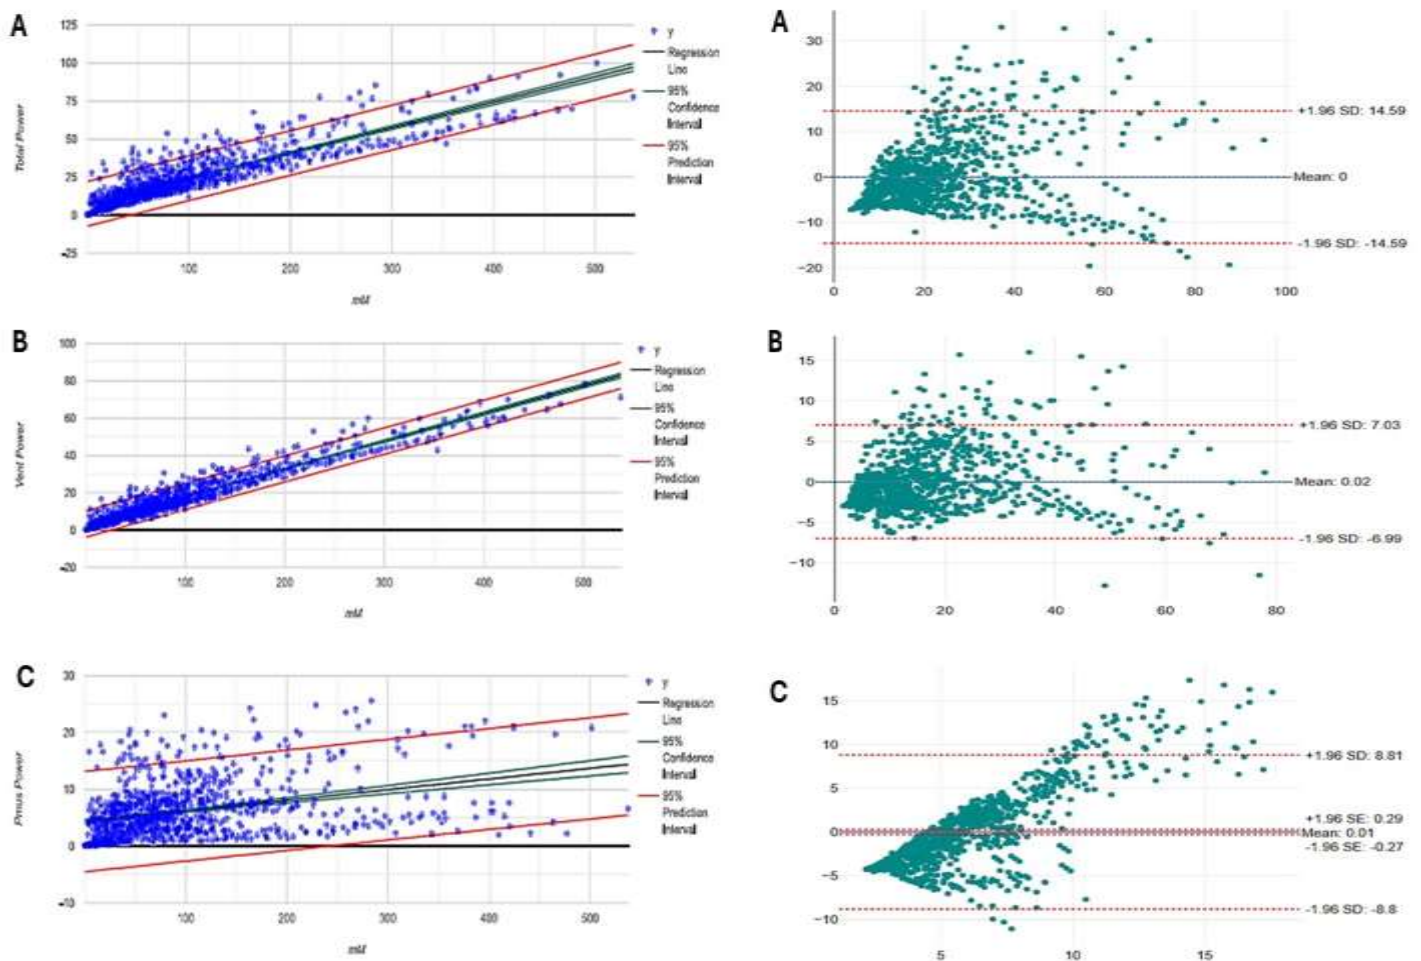 A
125
100
75
50
25
0
-25
Total Power
100 200 300 400 500
mM
y
Regression
Line
95%
Confidence
Interval
95%
Prediction
Interval
A
30
20
10
0
-10
-20
0 20 40 60 80 100
+1.96 SD: 14.59
Mean: 0
-1.96 SD: -14.59
B
100
80
60
40
20
0
-20
Vent Power
100 200 300 400 500
mM
y
Regression
Line
95%
Confidence
Interval
95%
Prediction
Interval
B
15
10
5
0
-5
-10
0 20 40 60 80
+1.96 SD: 7.03
Mean: 0.02
-1.96 SD: -6.99
C
30
20
10
0
-10
Pmus Power
100 200 300 400 500
mM
y
Regression
Line
95%
Confidence
Interval
95%
Prediction
Interval
C
15
10
5
0
-5
-10
5 10 15
+1.96 SD: 8.81
+1.96 SE: 0.29
Mean: 0.01
-1.96 SE: -0.27
-1.96 SD: -8.8